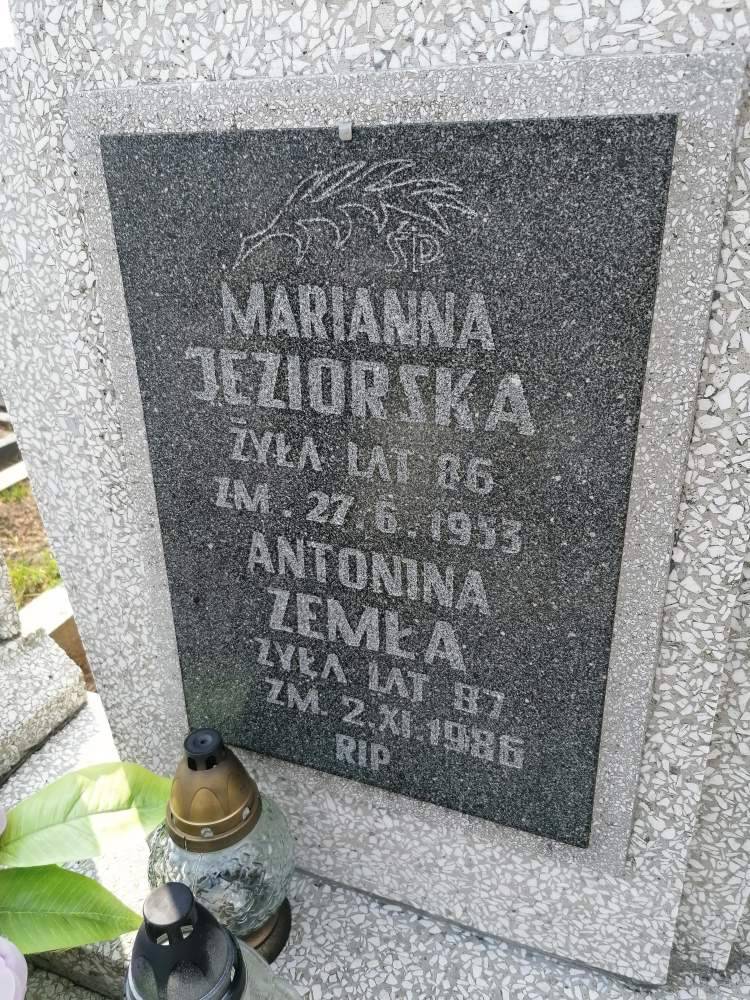 ŚP
MARIANNA
JEZIORSKA
ŻYŁA LAT 86
ZM. 27.6.1953
ANTONINA
ZEMŁA
ŻYŁA LAT 87
ZM. 2.XI.1986
RIP